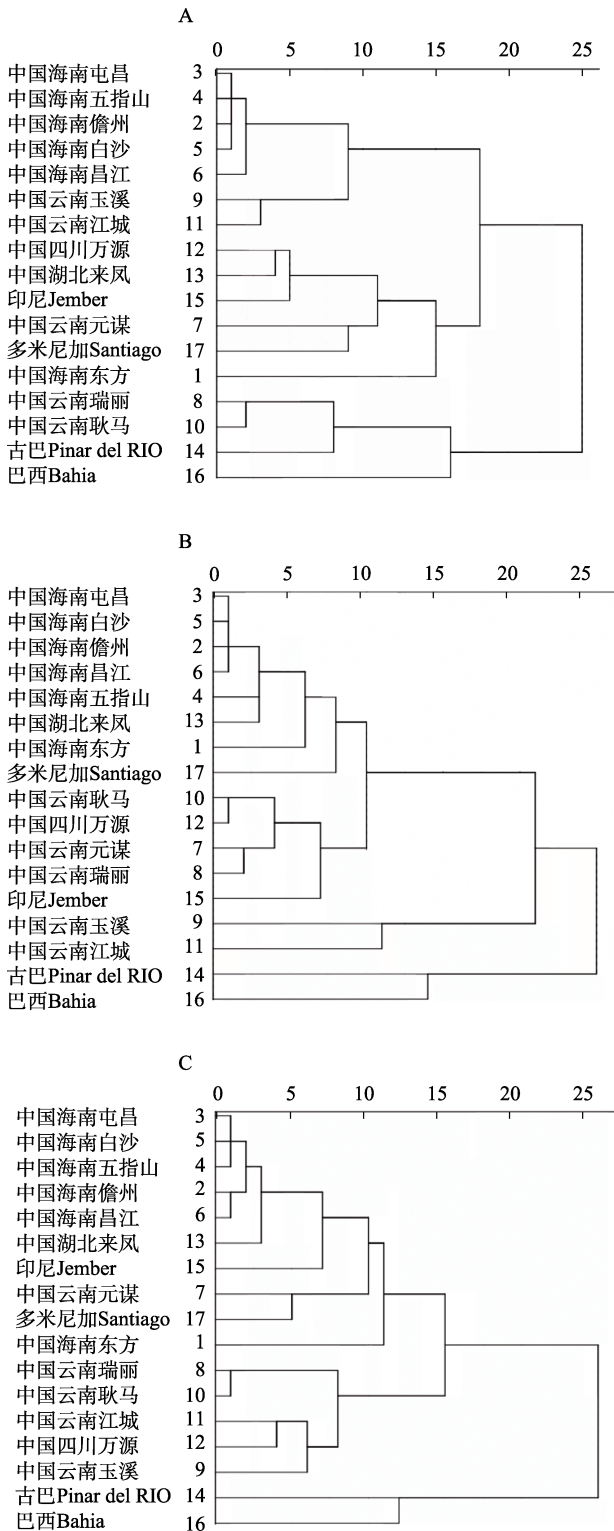 A
0 5 10 15 20 25
中国海南屯昌 3
中国海南五指山 4
中国海南儋州 2
中国海南白沙 5
中国海南昌江 6
中国云南玉溪 9
中国云南江城 11
中国四川万源 12
中国湖北来凤 13
印尼Jember 15
中国云南元谋 7
多米尼加Santiago 17
中国海南东方 1
中国云南瑞丽 8
中国云南耿马 10
古巴Pinar del RIO 14
巴西Bahia 16
B
0 5 10 15 20 25
中国海南屯昌 3
中国海南白沙 5
中国海南儋州 2
中国海南昌江 6
中国海南五指山 4
中国湖北来凤 13
中国海南东方 1
多米尼加Santiago 17
中国云南耿马 10
中国四川万源 12
中国云南元谋 7
中国云南瑞丽 8
印尼Jember 15
中国云南玉溪 9
中国云南江城 11
古巴Pinar del RIO 14
巴西Bahia 16
C
0 5 10 15 20 25
中国海南屯昌 3
中国海南白沙 5
中国海南五指山 4
中国海南儋州 2
中国海南昌江 6
中国湖北来凤 13
印尼Jember 15
中国云南元谋 7
多米尼加Santiago 17
中国海南东方 1
中国云南瑞丽 8
中国云南耿马 10
中国云南江城 11
中国四川万源 12
中国云南玉溪 9
古巴Pinar del RIO 14
巴西Bahia 16